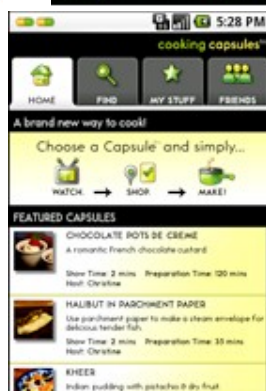 5:28 PM
cooking capsules™
HOME FIND MY STUFF FRIENDS
A brand new way to cook!
Choose a Capsule™ and simply...
WATCH → SHOP → MAKE!
FEATURED CAPSULES
CHOCOLATE POTS DE CREME
A romantic French chocolate custard
Show Time: 2 mins Preparation Time: 120 mins
Host: Christine
HALIBUT IN PARCHMENT PAPER
Use parchment paper to make a steam envelope for
delicious tender fish.
Show Time: 2 mins Preparation Time: 35 mins
Host: Christine
KHEER
Indian pudding with pistachio & dry fruit